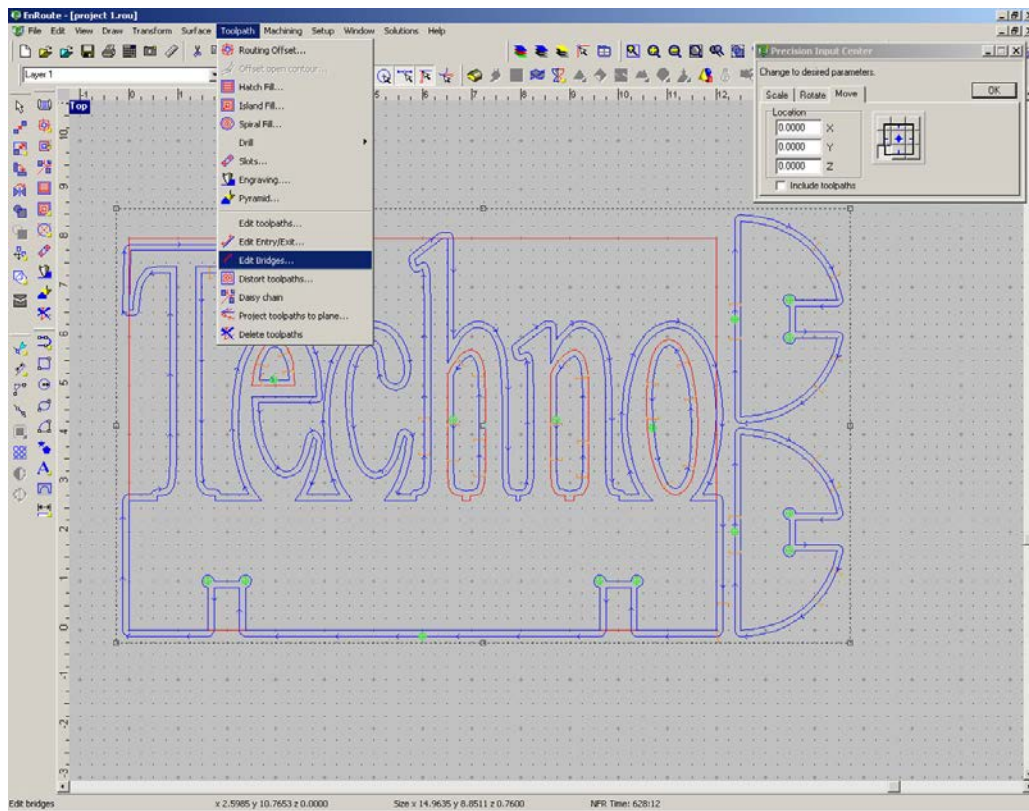 EnRoute - [project 1.rou]
File Edit View Draw Transform Surface Toolpath Machining Setup Window Solutions Help
Layer 1
Top
Routing Offset...
Offset open contour...
Hatch Fill...
Island Fill...
Spiral Fill...
Drill
Slots...
Engraving....
Pyramid...
Edit toolpaths...
Edit Entry/Exit...
Edit Bridges...
Distort toolpaths...
Daisy chain
Project toolpaths to plane...
Delete toolpaths
Precision Input Center
Change to desired parameters.
OK
Scale Rotate Move
Location
0.0000 X
0.0000 Y
0.0000 Z
Include toolpaths
Techno
Edit bridges x 2.5985 y 10.7653 z 0.0000 Size x 14.9635 y 8.8511 z 0.7600 NFR Time: 628:12